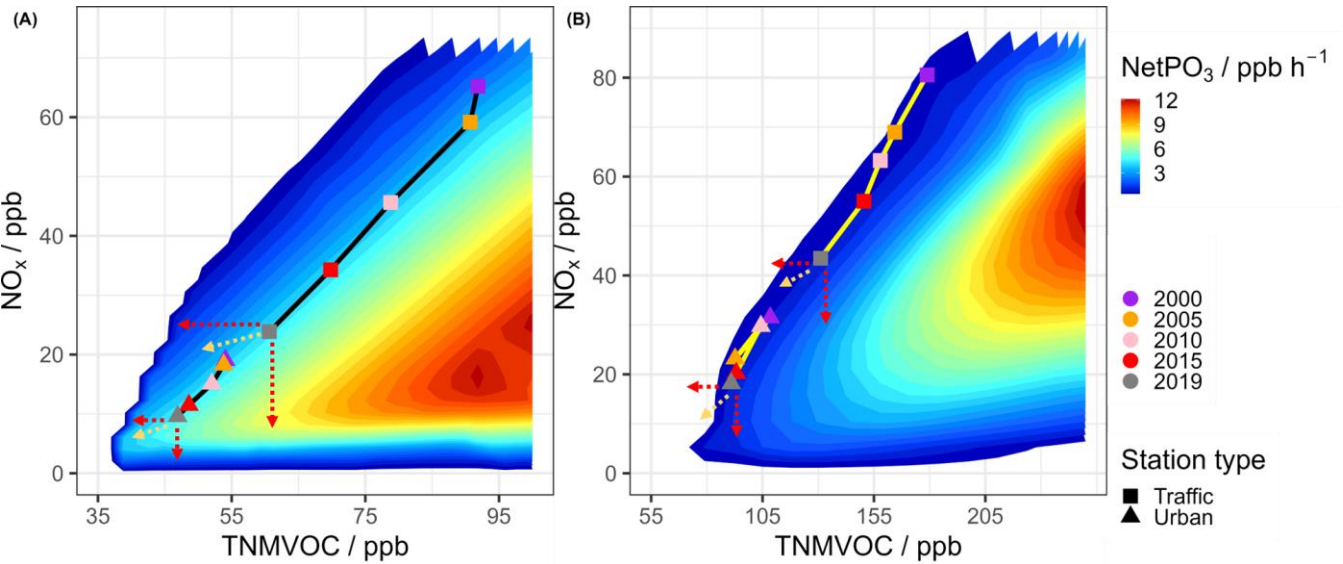 (A)
NOₓ / ppb
60
40
20
0
35 55 75 95
TNMVOC / ppb
(B)
NOₓ / ppb
80
60
40
20
0
55 105 155 205
TNMVOC / ppb
NetPO₃ / ppb h⁻¹
12
9
6
3
2000
2005
2010
2015
2019
Station type
Traffic
Urban